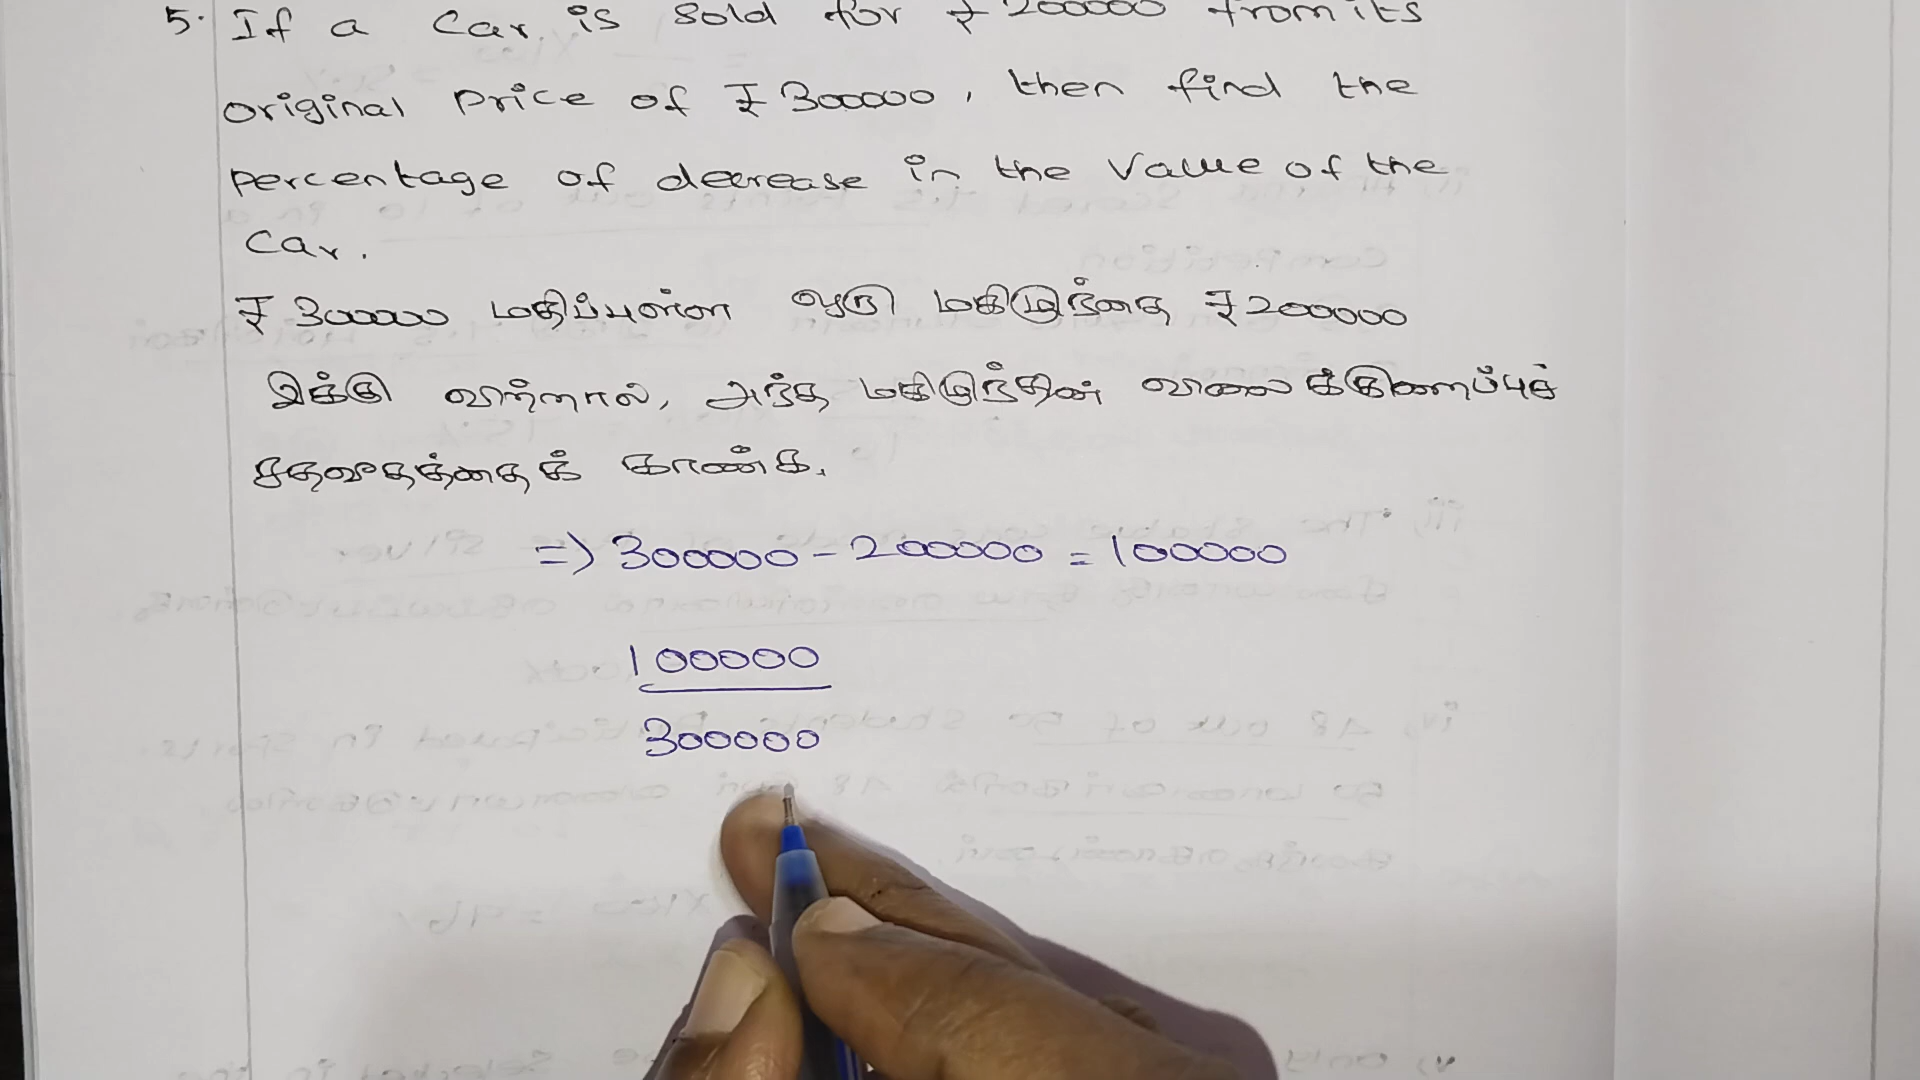 5. If a car is sold for ₹ 200000 from its
original price of ₹ 300000, then find the
percentage of decrease in the value of the
car.
₹ 300000 மதிப்புள்ள ஒரு மகிழுந்தை ₹ 200000
இக்கு விற்றால், அந்த மகிழுந்தின் விலை க்குறைப்புச்
சதவீதத்தைக் காண்க.
=) 300000 - 200000 = 100000
100000
300000